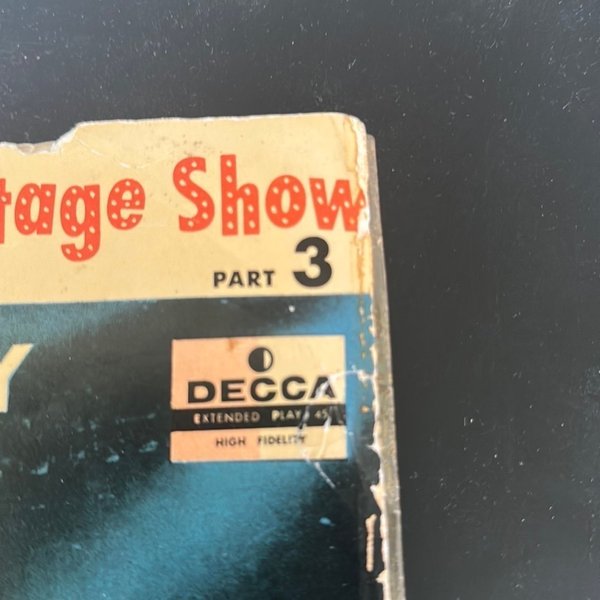 tage Show
PART 3
Y
DECCA
EXTENDED PLAY 45
HIGH FIDELITY